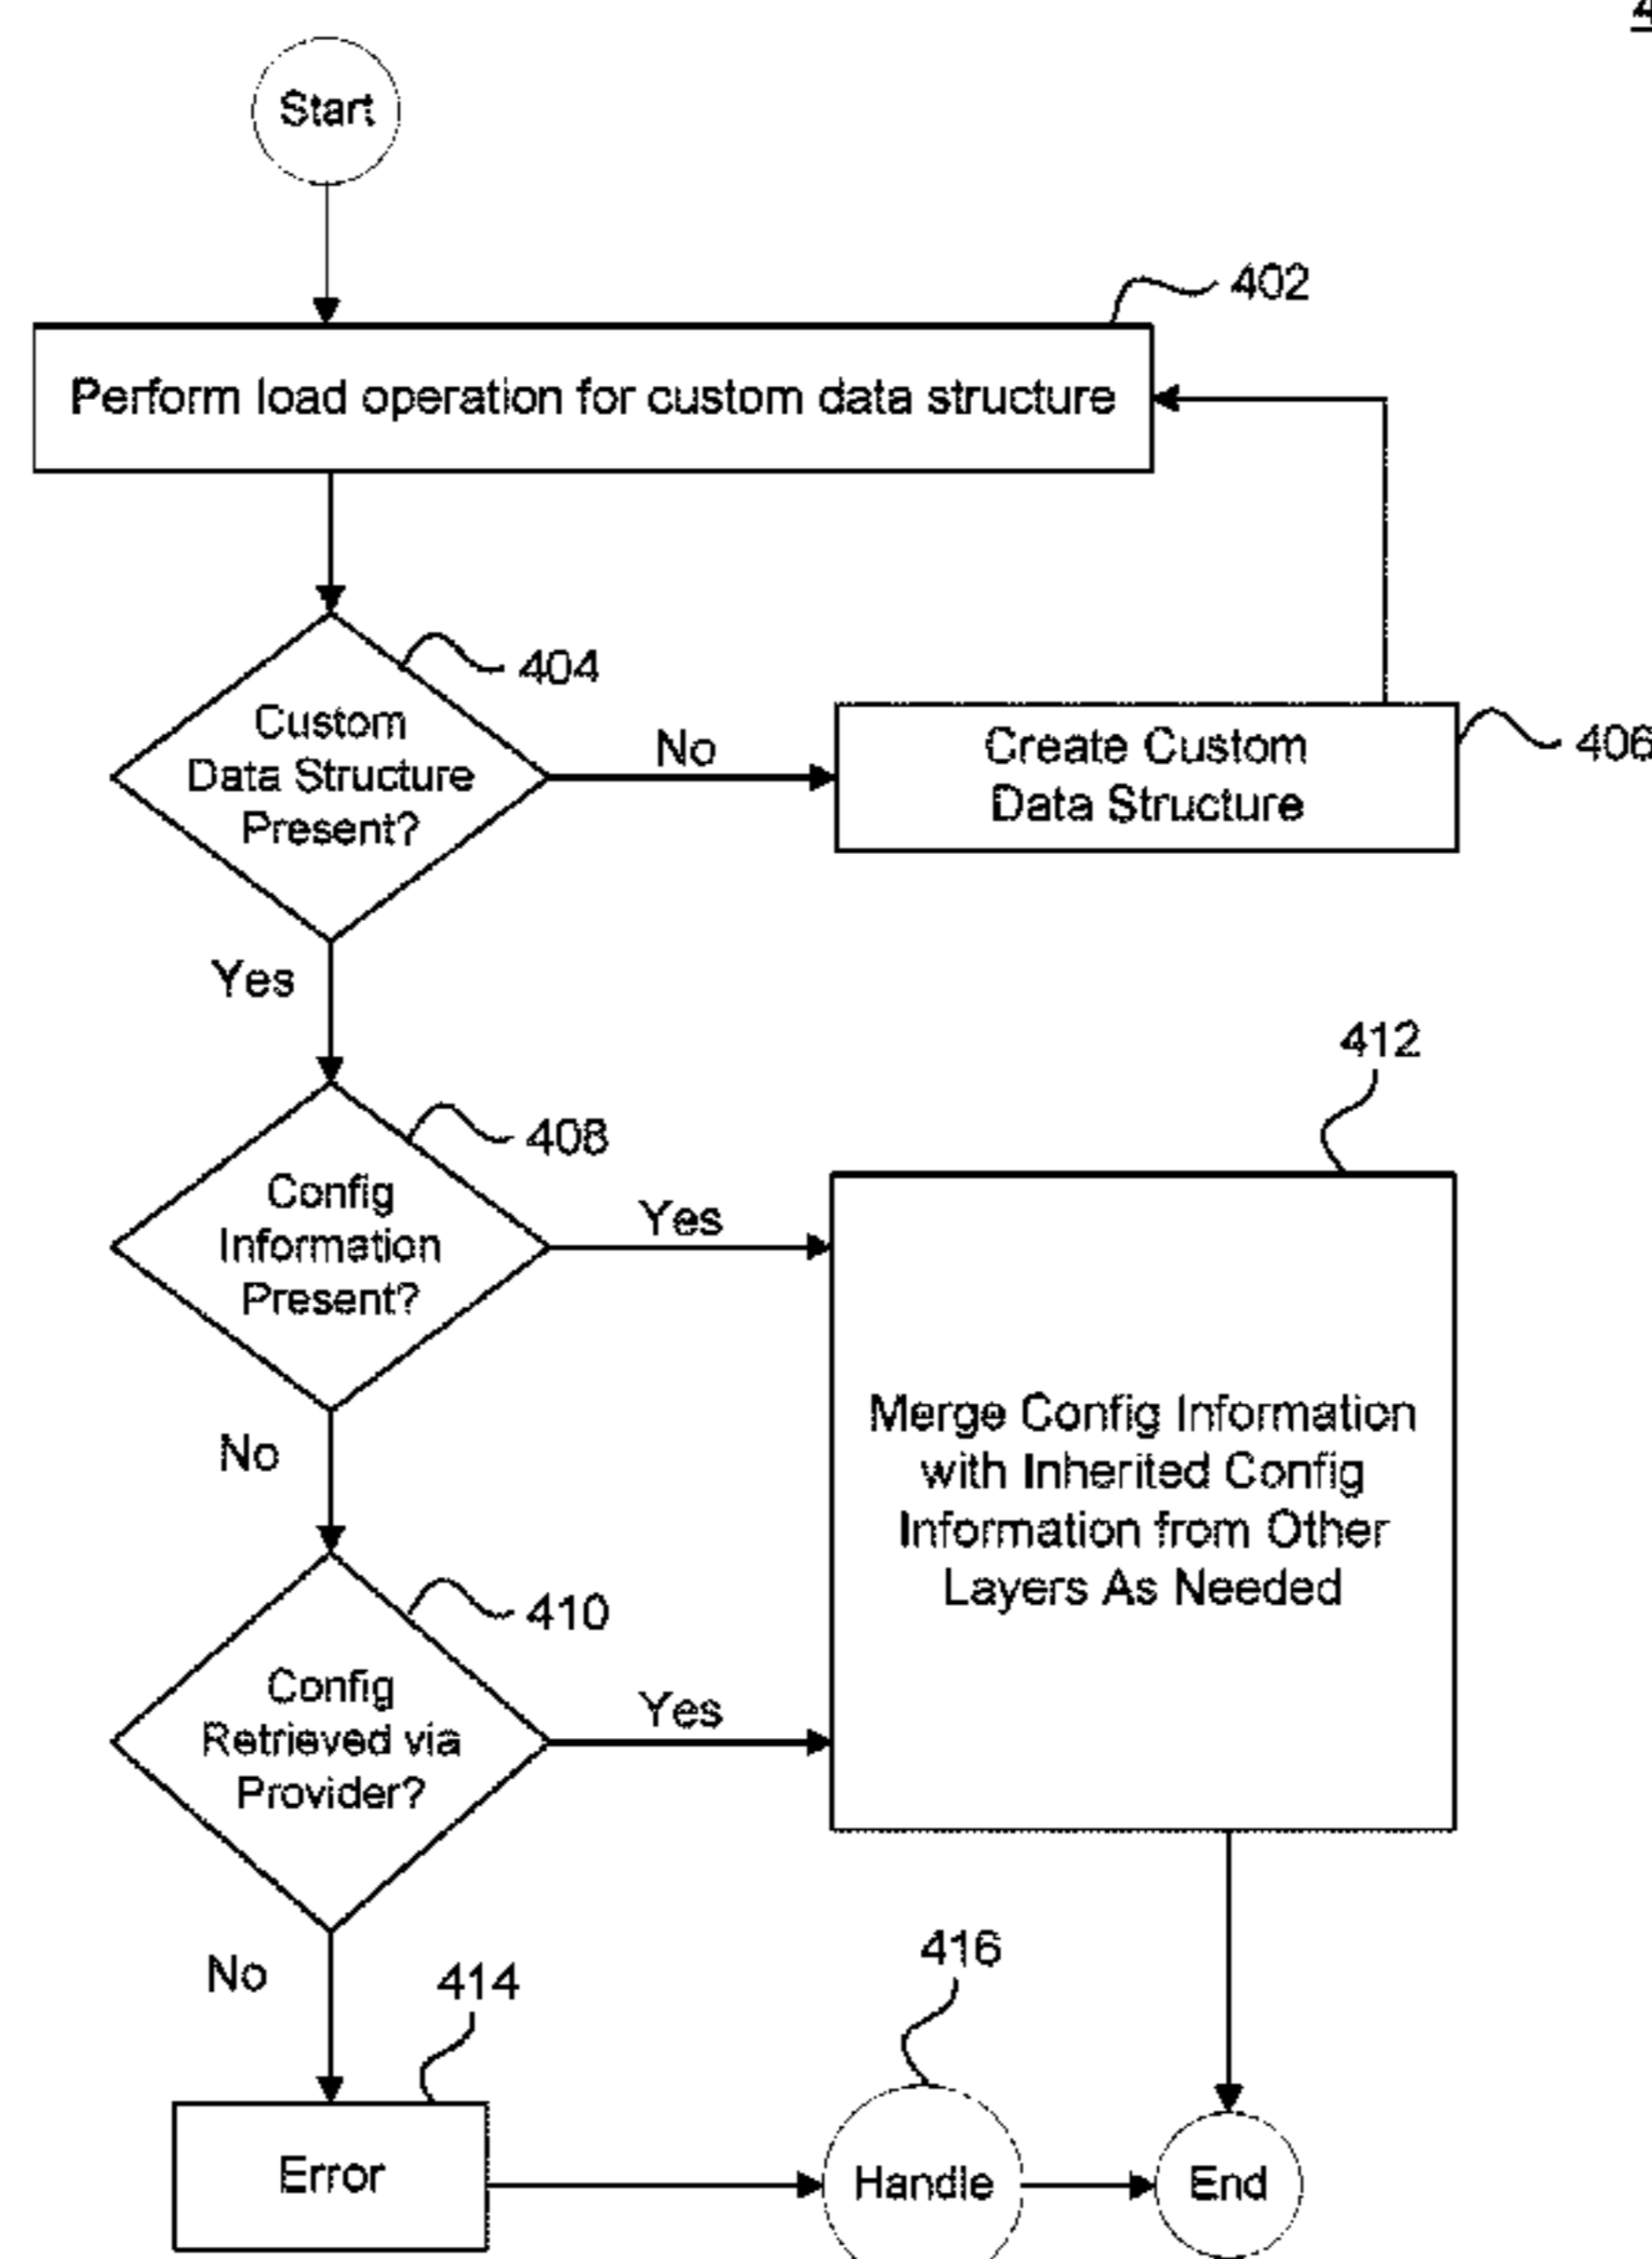 Start
402
Perform load operation for custom data structure
404
Custom
Data Structure
Present?
No
Create Custom
Data Structure
406
Yes
408
Config
Information
Present?
Yes
412
Merge Config Information
with Inherited Config
Information from Other
Layers As Needed
No
410
Config
Retrieved via
Provider?
Yes
No
414
Error
416
Handle
End